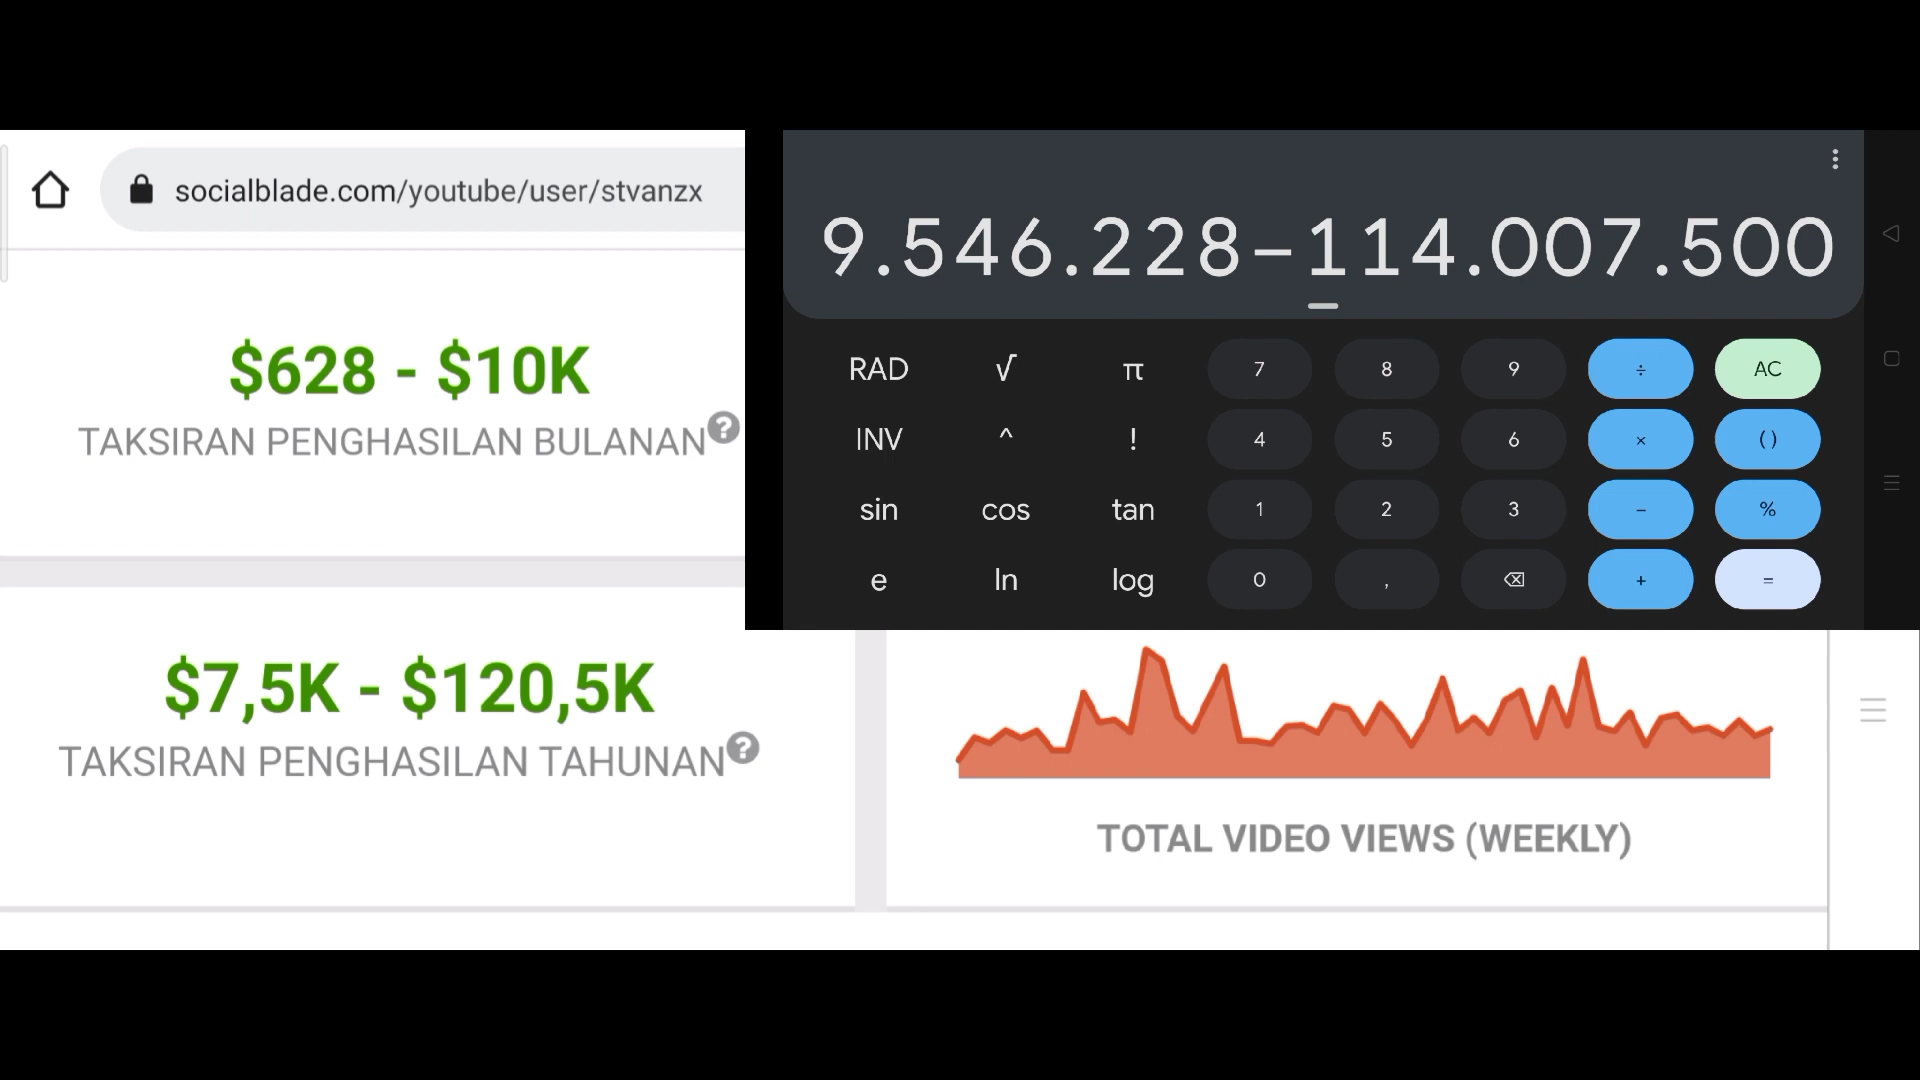 socialblade.com/youtube/user/stvanzx
$628 - $10K
TAKSIRAN PENGHASILAN BULANAN?
$7,5K - $120,5K
TAKSIRAN PENGHASILAN TAHUNAN?
9.546.228–114.007.500
RAD √ π 7 8 9 ÷ AC
INV ^ ! 4 5 6 × ( )
sin cos tan 1 2 3 − %
e ln log 0 , + =
TOTAL VIDEO VIEWS (WEEKLY)